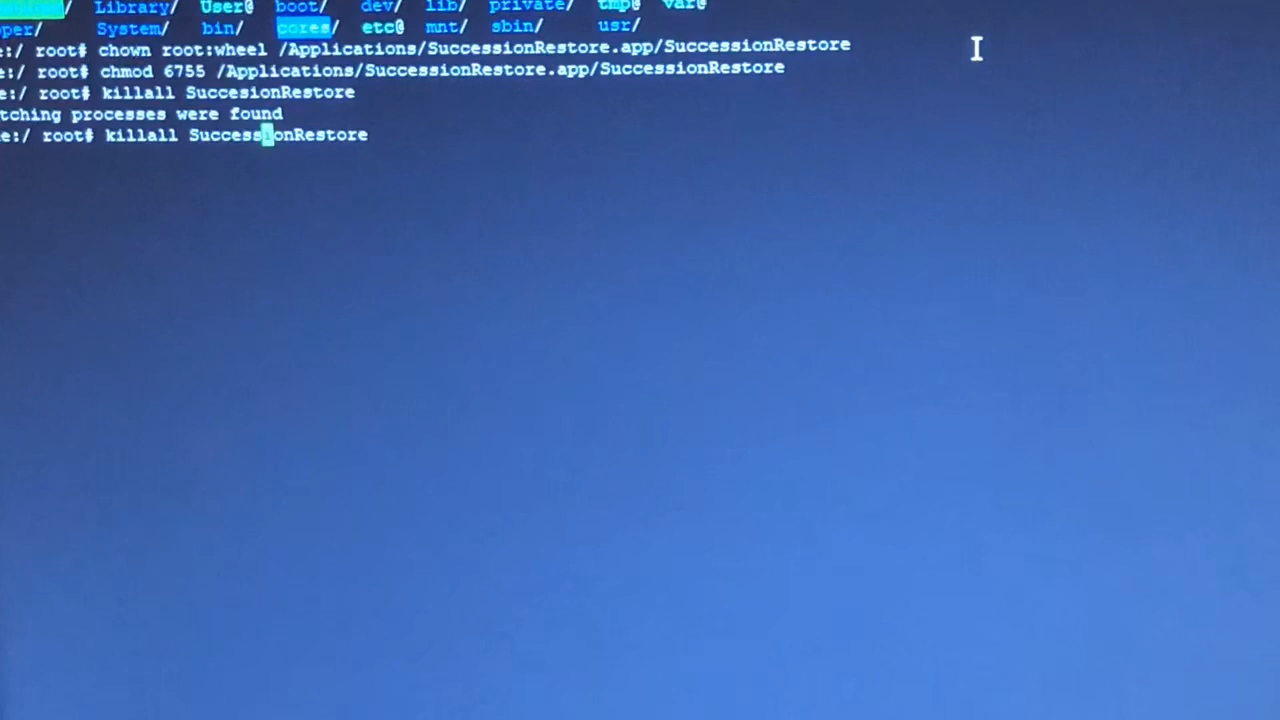 Library/ User@ boot/ dev/ lib/ private/ tmp@ var@
per/ System/ bin/ cores/ etc@ mnt/ sbin/ usr/
e:/ root# chown root:wheel /Applications/SuccessionRestore.app/SuccessionRestore
e:/ root# chmod 6755 /Applications/SuccessionRestore.app/SuccessionRestore
e:/ root# killall SuccesionRestore
tching processes were found
e:/ root# killall SuccessionRestore